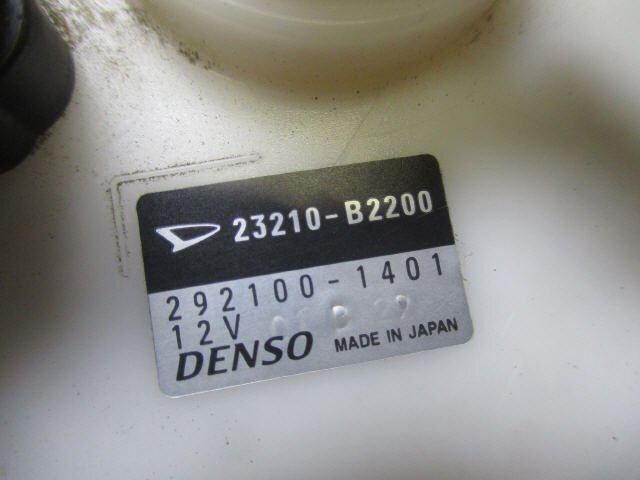 23210-B2200
292100-1401
12V
DENSO MADE IN JAPAN